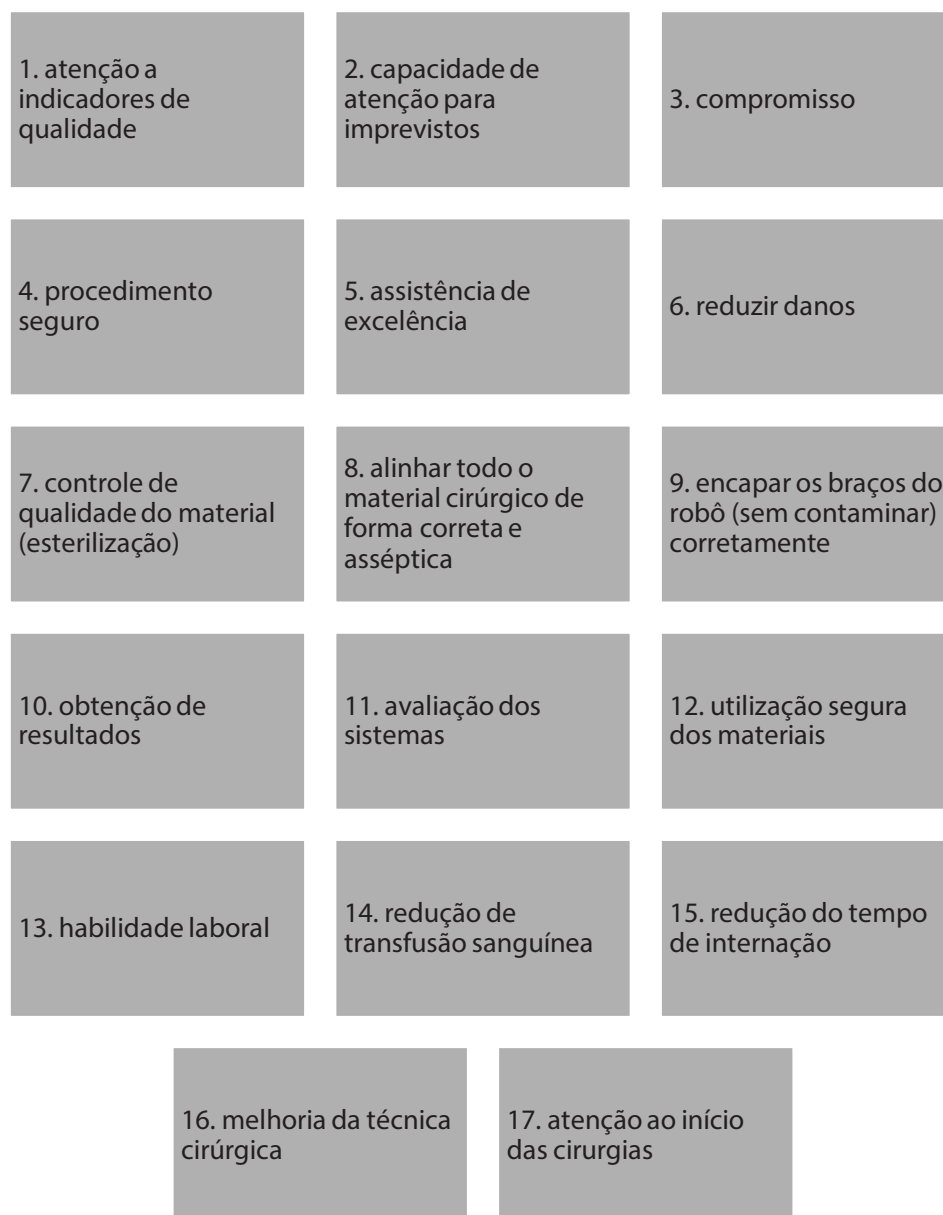 1. atenção a
indicadores de
qualidade
2. capacidade de
atenção para
imprevistos
3. compromisso
4. procedimento
seguro
5. assistência de
excelência
6. reduzir danos
7. controle de
qualidade do material
(esterilização)
8. alinhar todo o
material cirúrgico de
forma correta e
asséptica
9. encapar os braços do
robô (sem contaminar)
corretamente
10. obtenção de
resultados
11. avaliação dos
sistemas
12. utilização segura
dos materiais
13. habilidade laboral
14. redução de
transfusão sanguínea
15. redução do tempo
de internação
16. melhoria da técnica
cirúrgica
17. atenção ao início
das cirurgias